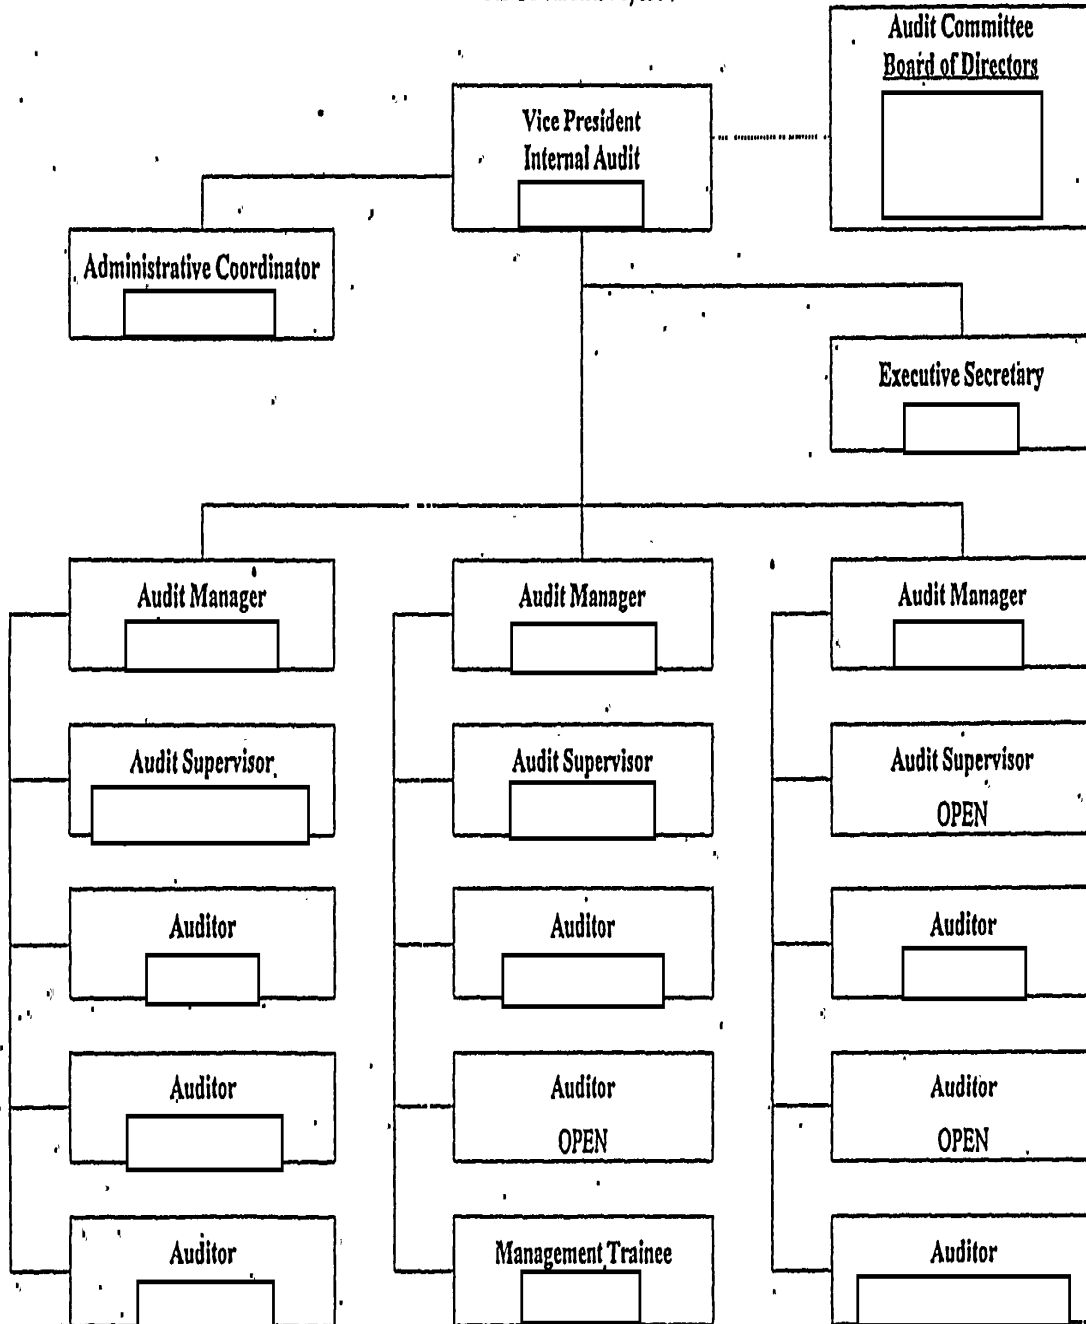 Audit Committee
Board of Directors
Vice President
Internal Audit
Administrative Coordinator
Executive Secretary
Audit Manager
Audit Manager
Audit Manager
Audit Supervisor
Audit Supervisor
Audit Supervisor
OPEN
Auditor
Auditor
Auditor
Auditor
Auditor
OPEN
Auditor
OPEN
Auditor
Management Trainee
Auditor